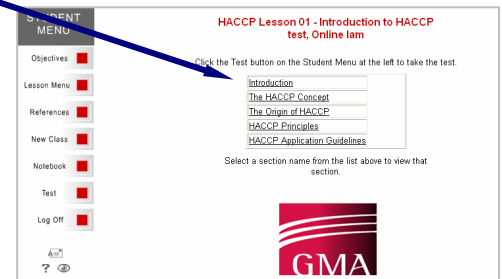 STUDENT
MENU
Objectives
Lesson Menu
References
New Class
Notebook
Test
Log Off
?
HACCP Lesson 01 - Introduction to HACCP
test, Online Iam
Click the Test button on the Student Menu at the left to take the test.
Introduction
The HACCP Concept
The Origin of HACCP
HACCP Principles
HACCP Application Guidelines
Select a section name from the list above to view that
section.
GMA